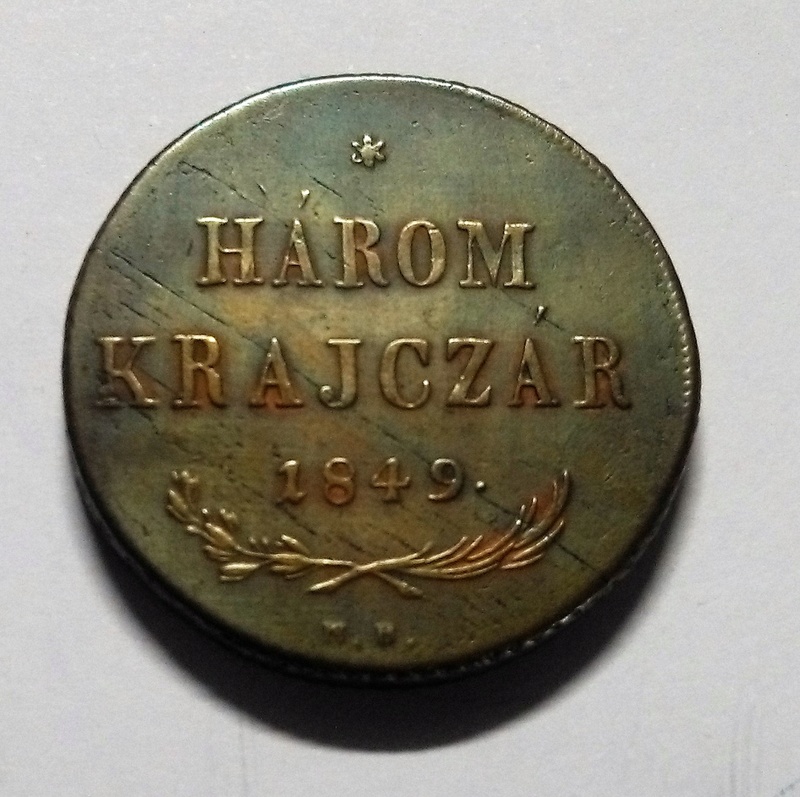 HÁROM
KRAJCZÁR
1849.
N. B.